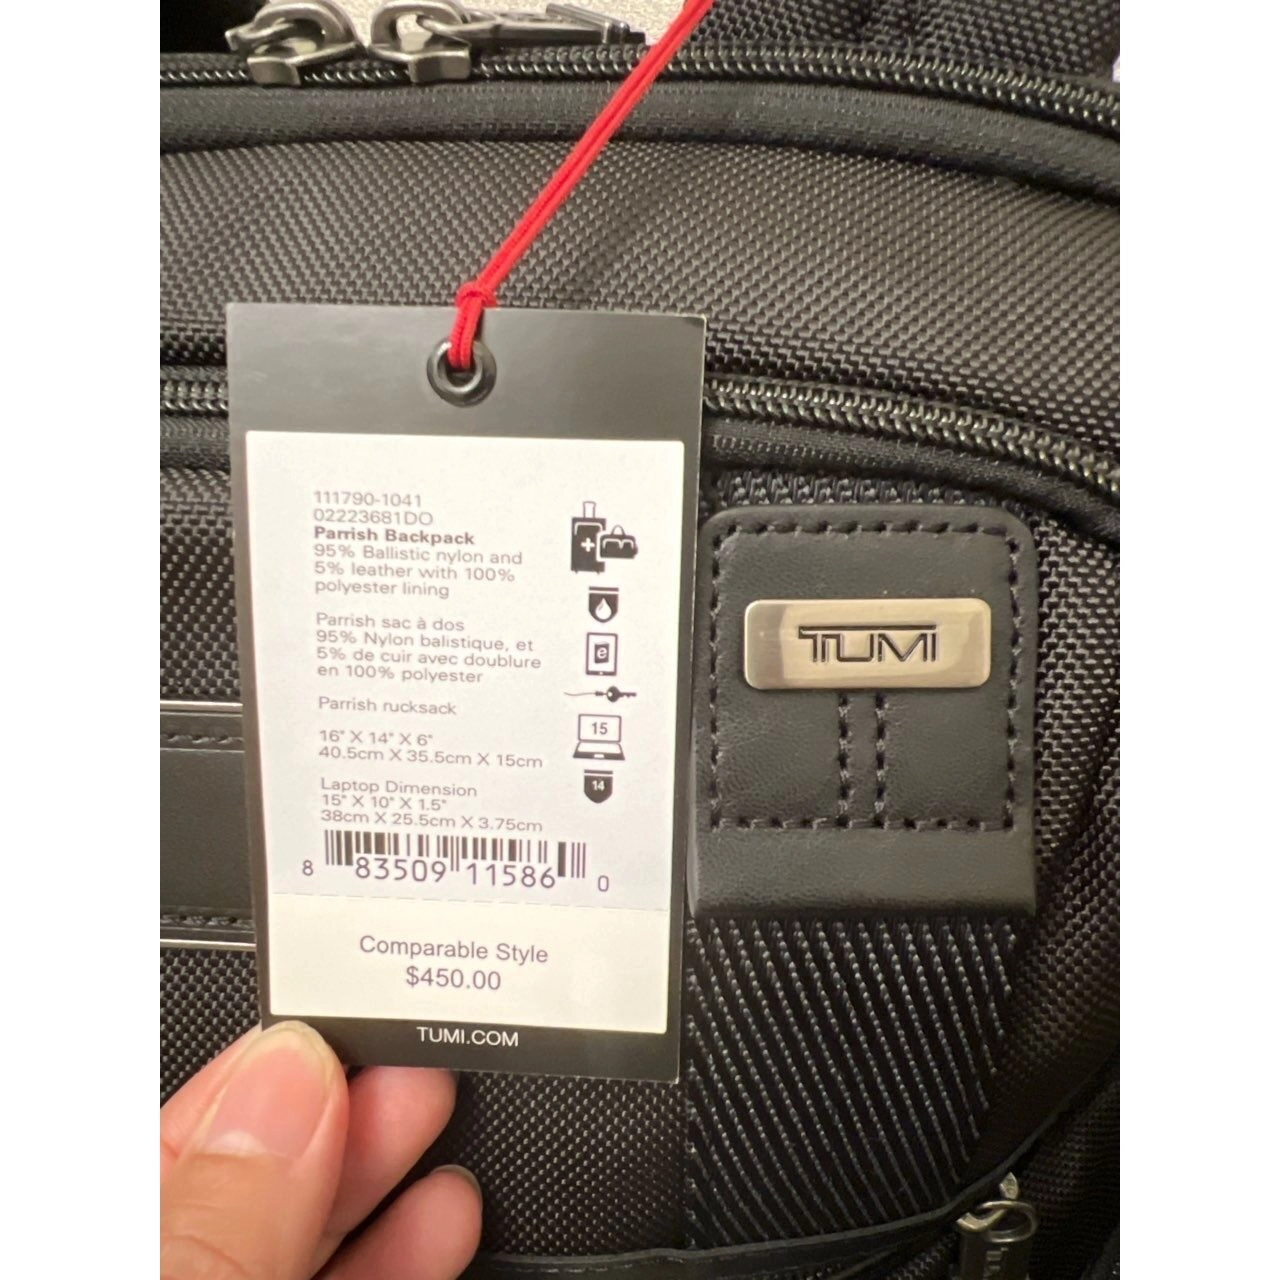 111790-1041
02223681DO
Parrish Backpack
95% Ballistic nylon and
5% leather with 100%
polyester lining
Parrish sac à dos
95% Nylon balistique, et
5% de cuir avec doublure
en 100% polyester
Parrish rucksack
16" X 14" X 6"
40.5cm X 35.5cm X 15cm
Laptop Dimension
15" X 10" X 1.5"
38cm X 25.5cm X 3.75cm
8 83509 11586 0
e
15
14
Comparable Style
$450.00
TUMI.COM
TUMI